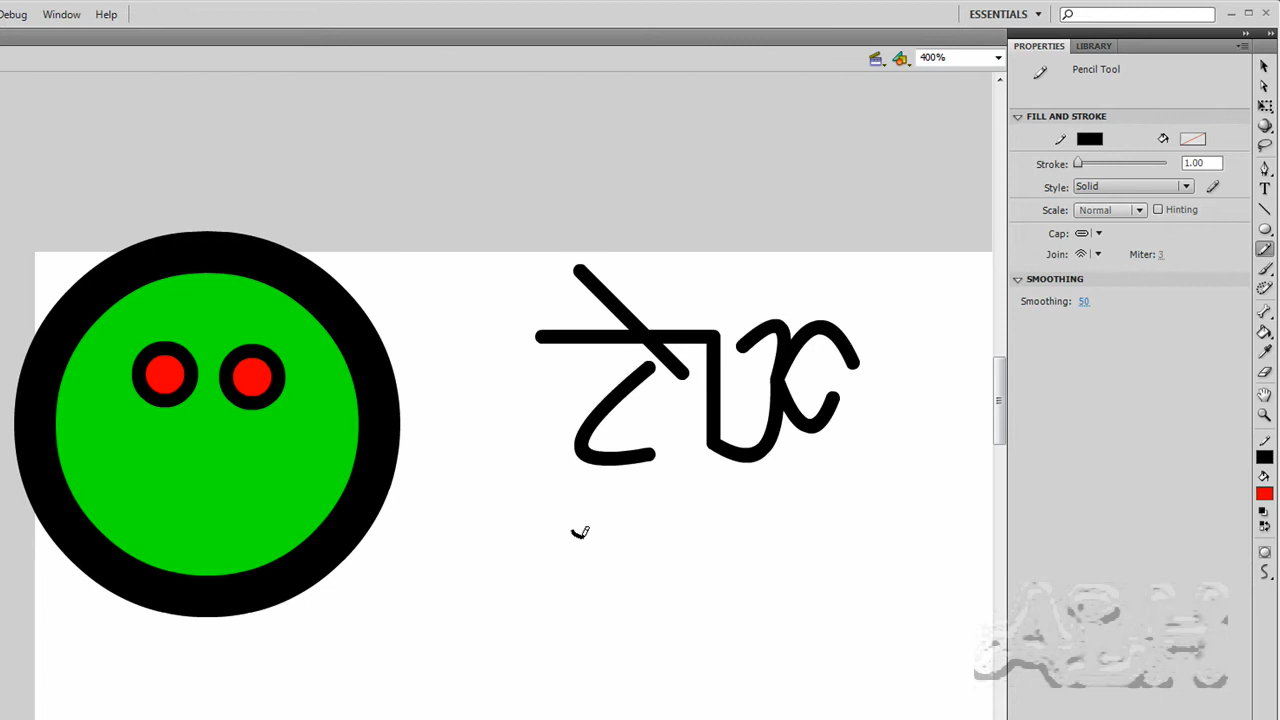 Debug Window Help ESSENTIALS
400%
PROPERTIES LIBRARY
Pencil Tool
FILL AND STROKE
Stroke: 1.00
Style: Solid
Scale: Normal Hinting
Cap:
Join: Miter: 3
SMOOTHING
Smoothing: 50